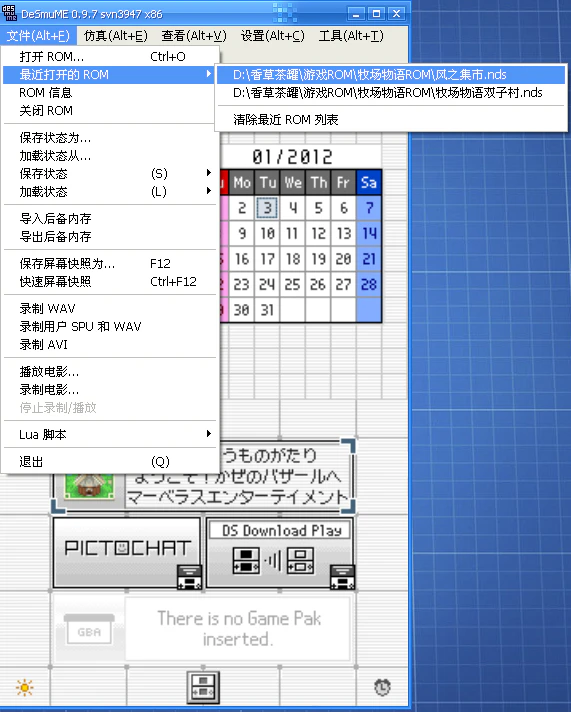 DeSmuME 0.9.7 svn3947 x86
文件(Alt+F) 仿真(Alt+E) 查看(Alt+V) 设置(Alt+C) 工具(Alt+T)
打开 ROM... Ctrl+O
最近打开的 ROM
D:\香草茶罐\游戏ROM\牧场物语ROM\风之集市.nds
D:\香草茶罐\游戏ROM\牧场物语ROM\牧场物语双子村.nds
清除最近 ROM 列表
ROM 信息
关闭 ROM
保存状态为...
加载状态从...
保存状态 (S)
加载状态 (L)
导入后备内存
导出后备内存
保存屏幕快照为... F12
快速屏幕快照 Ctrl+F12
录制 WAV
录制用户 SPU 和 WAV
录制 AVI
播放电影...
录制电影...
停止录制/播放
Lua 脚本
退出 (Q)
01/2012
Mo Tu We Th Fr Sa
2 3 4 5 6 7
9 10 11 12 13 14
16 17 18 19 20 21
23 24 25 26 27 28
30 31
うものがたり
ようこそ!かぜのバザールへ
マーベラスエンターテイメント
PICTOCHAT
DS Download Play
GBA
There is no Game Pak
inserted.